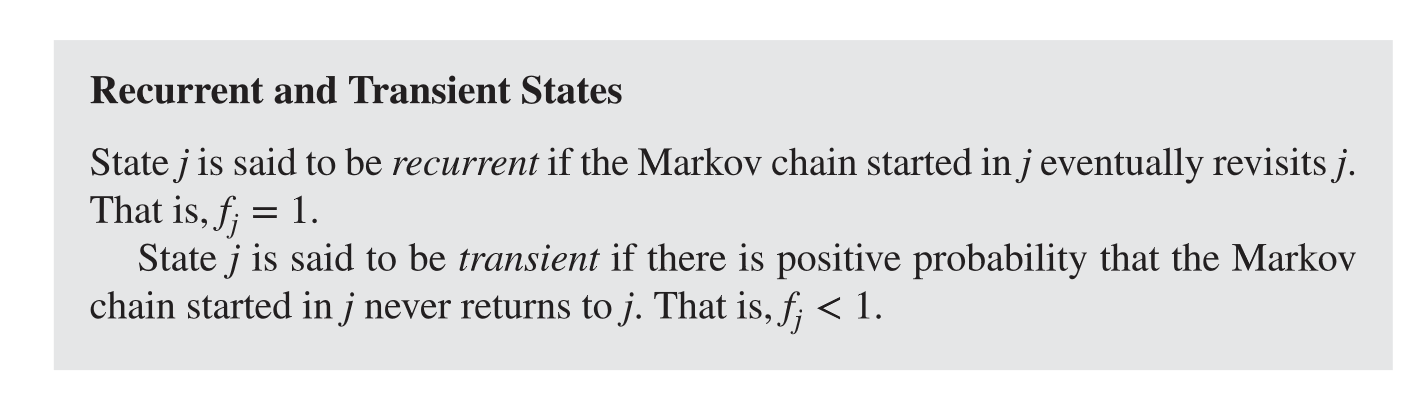 Recurrent and Transient States
State j is said to be recurrent if the Markov chain started in j eventually revisits j.
That is, fⱼ = 1.
State j is said to be transient if there is positive probability that the Markov
chain started in j never returns to j. That is, fⱼ < 1.